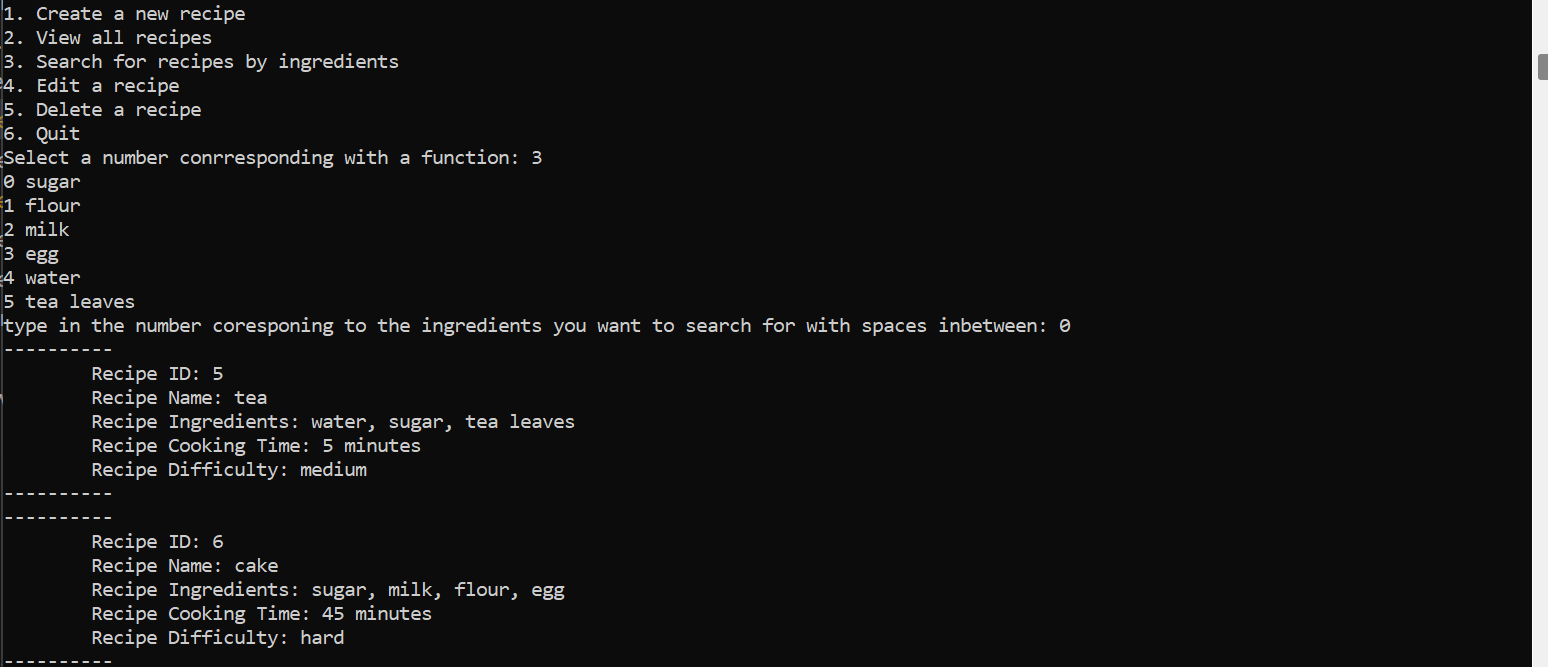 1. Create a new recipe
2. View all recipes
3. Search for recipes by ingredients
4. Edit a recipe
5. Delete a recipe
6. Quit
Select a number conrresponding with a function: 3
0 sugar
1 flour
2 milk
3 egg
4 water
5 tea leaves
type in the number coresponing to the ingredients you want to search for with spaces inbetween: 0
----------
Recipe ID: 5
Recipe Name: tea
Recipe Ingredients: water, sugar, tea leaves
Recipe Cooking Time: 5 minutes
Recipe Difficulty: medium
----------
----------
Recipe ID: 6
Recipe Name: cake
Recipe Ingredients: sugar, milk, flour, egg
Recipe Cooking Time: 45 minutes
Recipe Difficulty: hard
----------